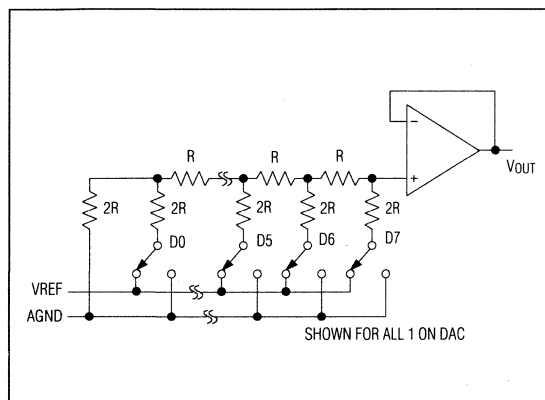 R R R
VOUT
2R 2R 2R 2R 2R
D0 D5 D6 D7
VREF
AGND
SHOWN FOR ALL 1 ON DAC
- +